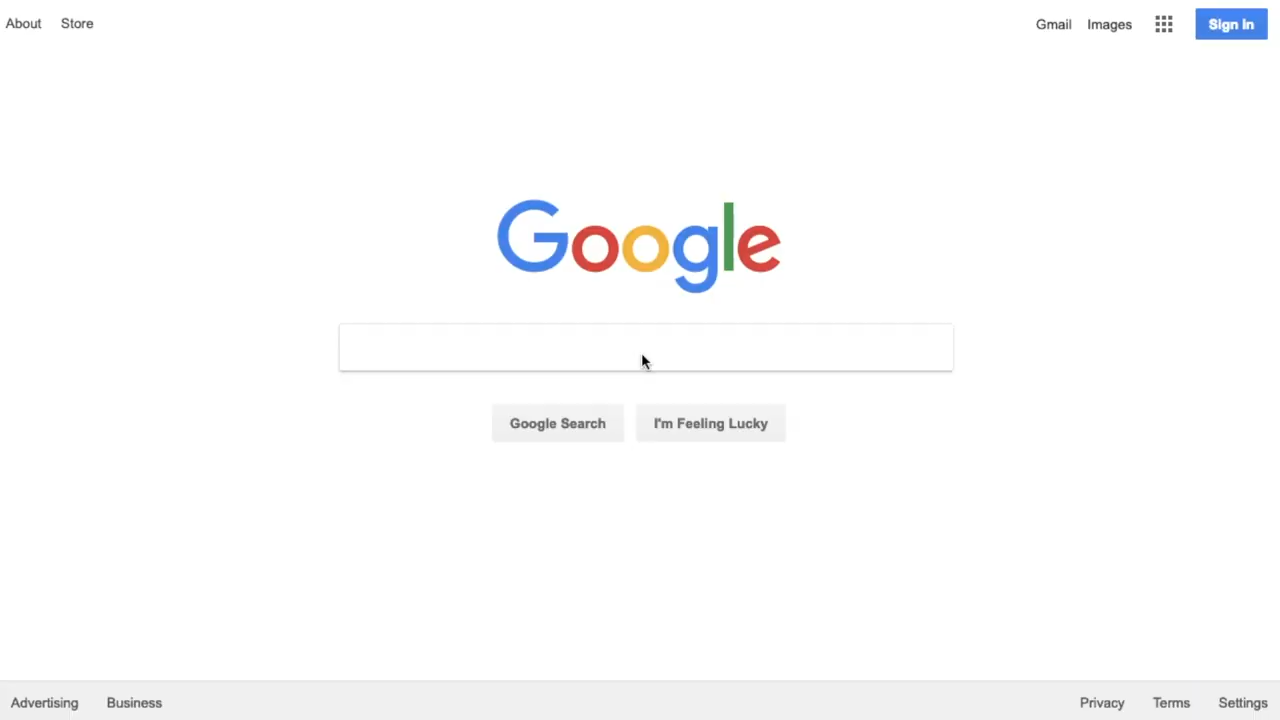 About Store Gmail Images Sign In
Google
Google Search I'm Feeling Lucky
Advertising Business Privacy Terms Settings